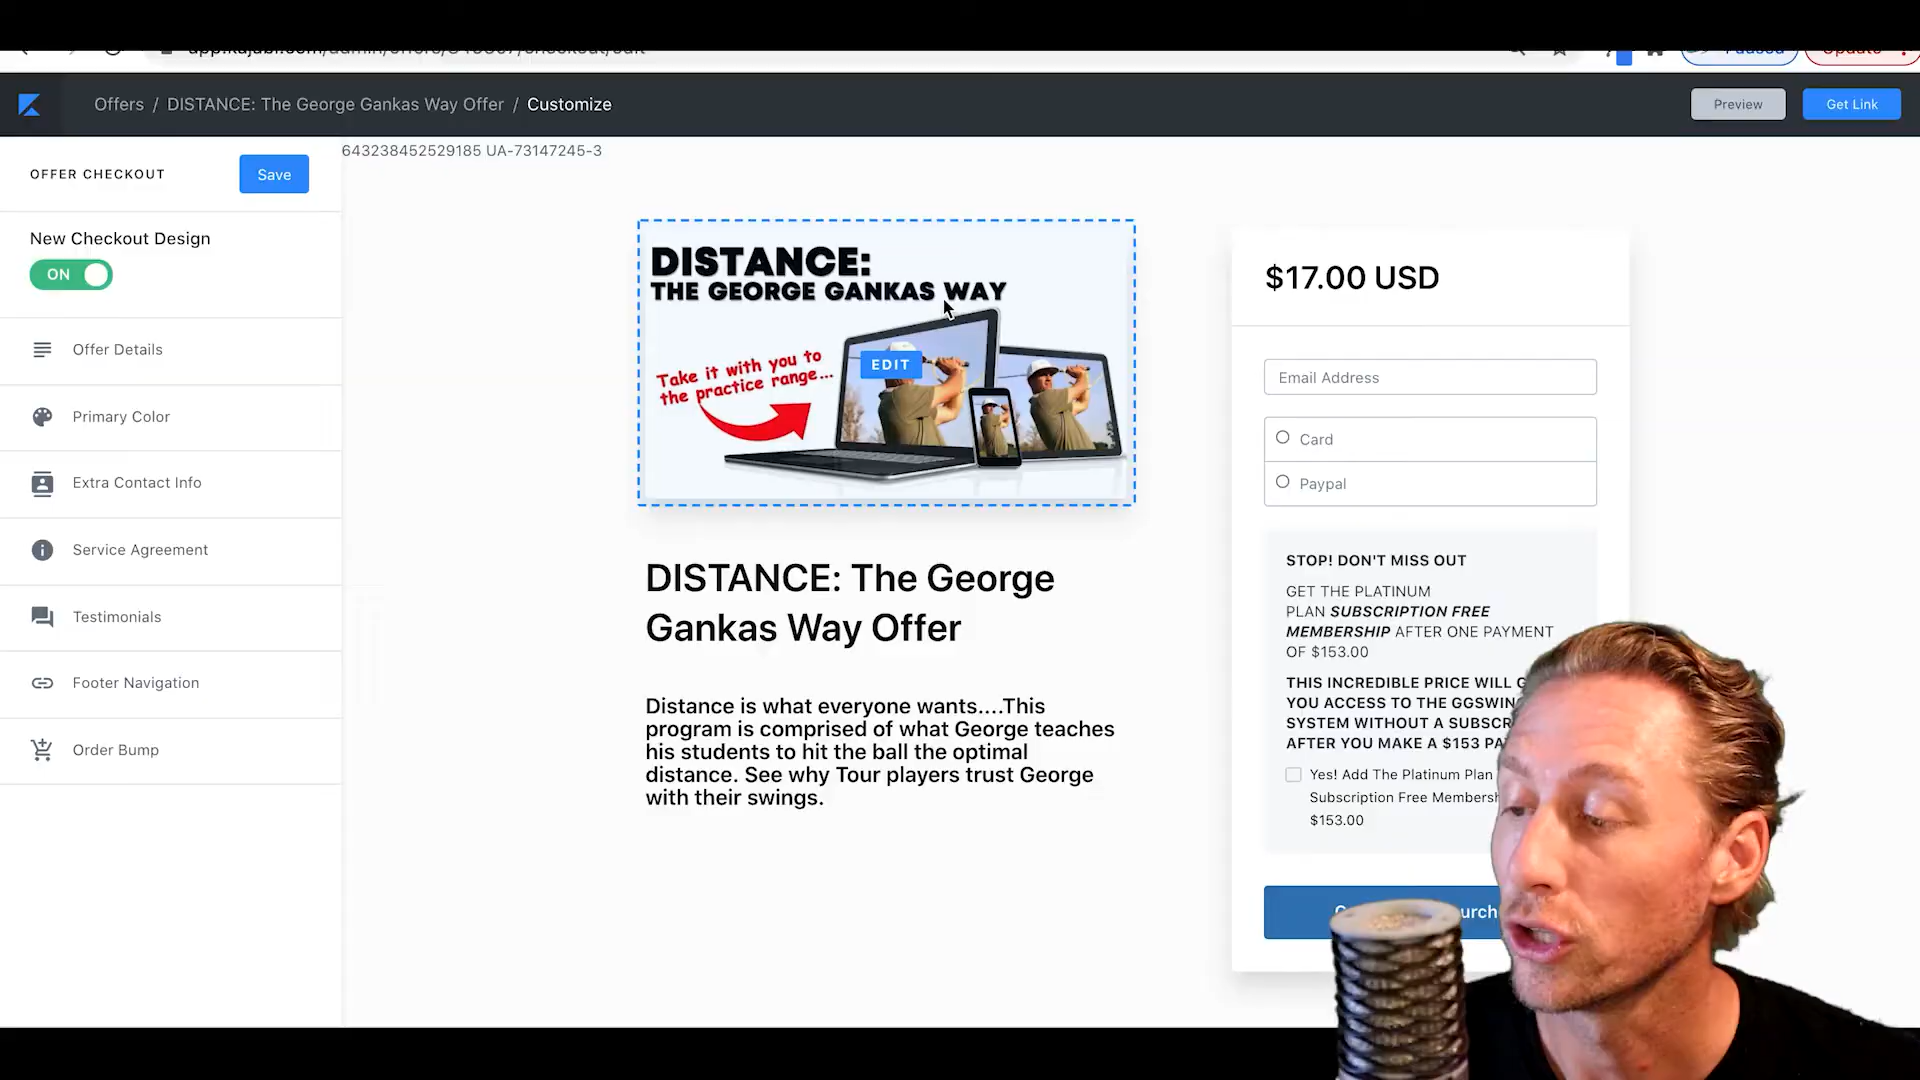 Offers / DISTANCE: The George Gankas Way Offer / Customize
Preview
Get Link
OFFER CHECKOUT
Save
643238452529185 UA-73147245-3
New Checkout Design
ON
Offer Details
Primary Color
Extra Contact Info
Service Agreement
Testimonials
Footer Navigation
Order Bump
DISTANCE:
THE GEORGE GANKAS WAY
Take it with you to
the practice range...
EDIT
DISTANCE: The George
Gankas Way Offer
Distance is what everyone wants....This
program is comprised of what George teaches
his students to hit the ball the optimal
distance. See why Tour players trust George
with their swings.
$17.00 USD
Email Address
Card
Paypal
STOP! DON'T MISS OUT
GET THE PLATINUM
PLAN SUBSCRIPTION FREE
MEMBERSHIP AFTER ONE PAYMENT
OF $153.00
THIS INCREDIBLE PRICE WILL
YOU ACCESS TO THE
SYSTEM WITHOUT A
AFTER YOU MAKE A $153
Yes! Add The Platinum Plan
Subscription Free
$153.00